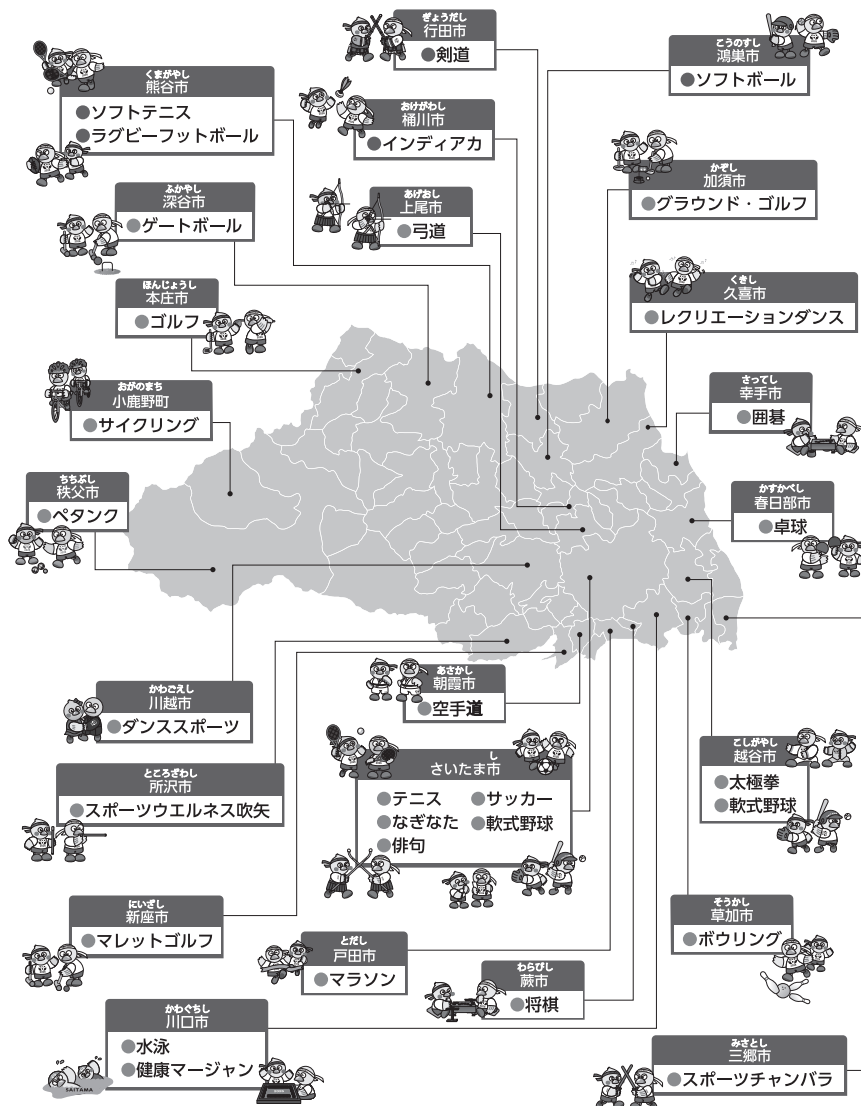 ぎょうだし
行田市
●剣道
こうのすし
鴻巣市
●ソフトボール
くまがやし
熊谷市
●ソフトテニス
●ラグビーフットボール
おけがわし
桶川市
●インディアカ
かぞし
加須市
●グラウンド・ゴルフ
ふかやし
深谷市
●ゲートボール
あげおし
上尾市
●弓道
くきし
久喜市
●レクリエーションダンス
ほんじょうし
本庄市
●ゴルフ
おがのまち
小鹿野町
●サイクリング
さってし
幸手市
●囲碁
ちちぶし
秩父市
●ペタンク
かすかべし
春日部市
●卓球
あさかし
朝霞市
●空手道
かわごえし
川越市
●ダンススポーツ
し
さいたま市
●テニス ●サッカー
●なぎなた ●軟式野球
●俳句
こしがやし
越谷市
●太極拳
●軟式野球
ところざわし
所沢市
●スポーツウエルネス吹矢
にいざし
新座市
●マレットゴルフ
そうかし
草加市
●ボウリング
とだし
戸田市
●マラソン
わらびし
蕨市
●将棋
かわぐちし
川口市
●水泳
●健康マージャン
SAITAMA
みさとし
三郷市
●スポーツチャンバラ